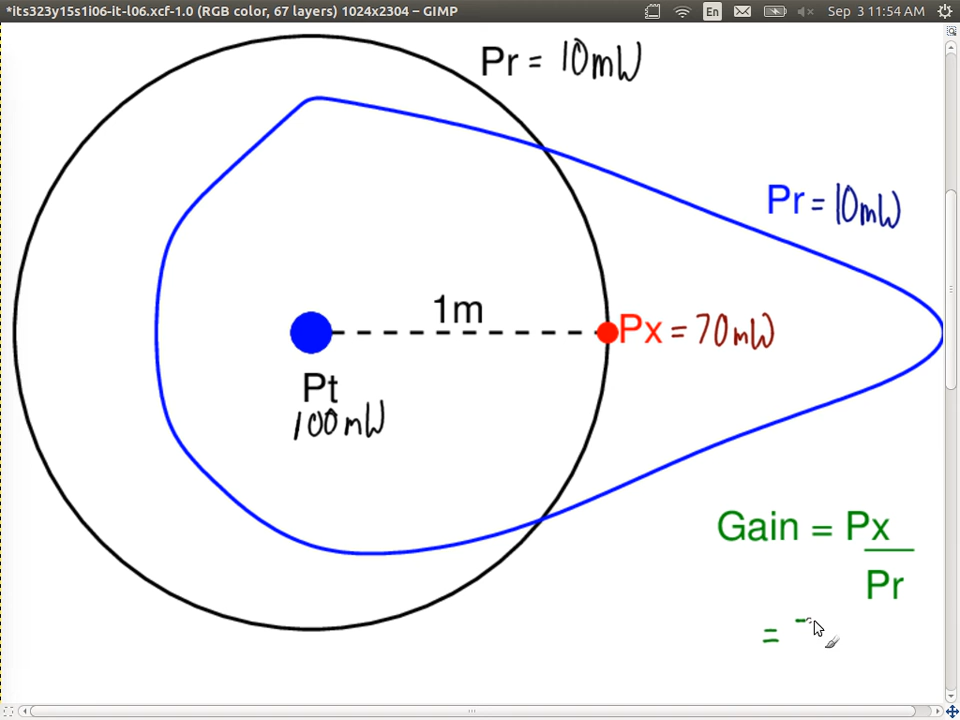 *its323y15s1i06-it-l06.xcf-1.0 (RGB color, 67 layers) 1024x2304 – GIMP
En
Sep 3 11:54 AM
Pr = 10mW
Pr = 10mW
1m
Px = 70mW
Pt
100mW
Gain = Px
Pr
=